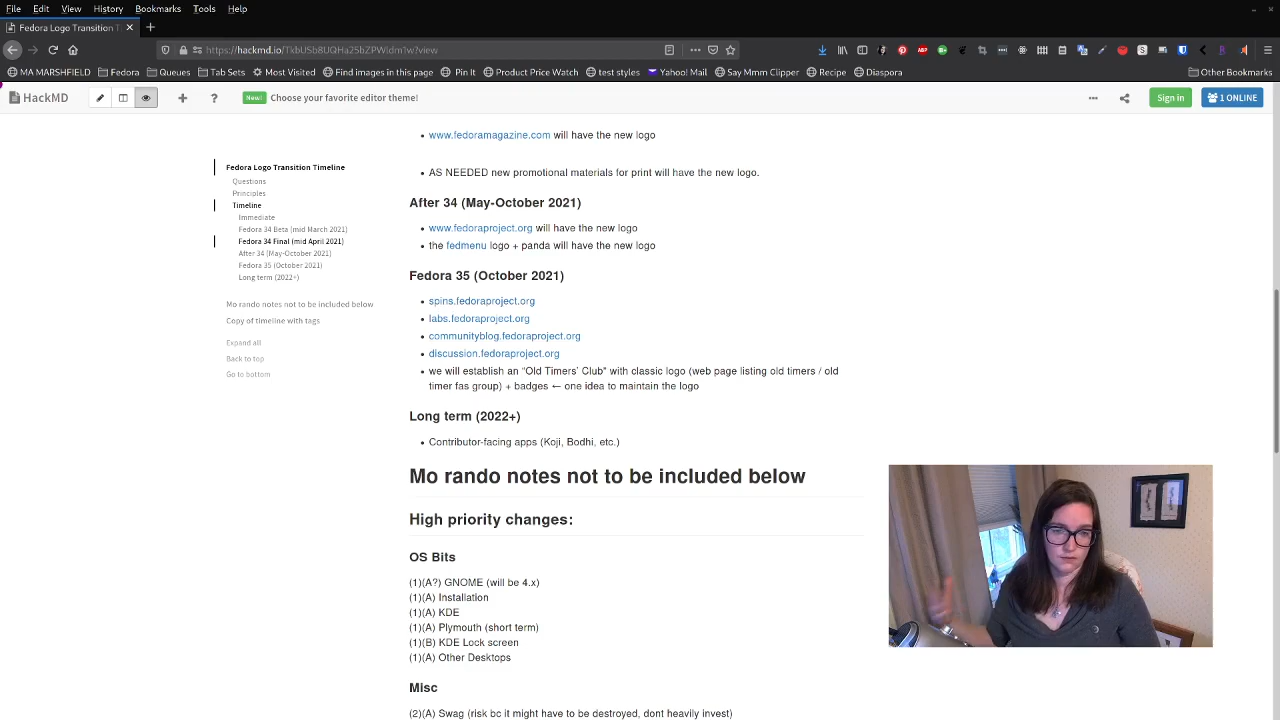 File Edit View History Bookmarks Tools Help
Fedora Logo Transition T
https://hackmd.io/TkbUSb8UQHa25bZPWldm1w?view
MA MARSHFIELD Fedora Queues Tab Sets Most Visited Find images in this page Pin It Product Price Watch test styles Yahoo! Mail Say Mmm Clipper Recipe Diaspora Other Bookmarks
HackMD New! Choose your favorite editor theme! Sign in 1 ONLINE
Fedora Logo Transition Timeline
Questions
Principles
Timeline
Immediate
Fedora 34 Beta (mid March 2021)
Fedora 34 Final (mid April 2021)
After 34 (May-October 2021)
Fedora 35 (October 2021)
Long term (2022+)
Mo rando notes not to be included below
Copy of timeline with tags
Expand all
Back to top
Go to bottom
• www.fedoramagazine.com will have the new logo
• AS NEEDED new promotional materials for print will have the new logo.
After 34 (May-October 2021)
• www.fedoraproject.org will have the new logo
• the fedmenu logo + panda will have the new logo
Fedora 35 (October 2021)
• spins.fedoraproject.org
• labs.fedoraproject.org
• communityblog.fedoraproject.org
• discussion.fedoraproject.org
• we will establish an “Old Timers’ Club” with classic logo (web page listing old timers / old
timer fas group) + badges ← one idea to maintain the logo
Long term (2022+)
• Contributor-facing apps (Koji, Bodhi, etc.)
Mo rando notes not to be included below
High priority changes:
OS Bits
(1)(A?) GNOME (will be 4.x)
(1)(A) Installation
(1)(A) KDE
(1)(A) Plymouth (short term)
(1)(B) KDE Lock screen
(1)(A) Other Desktops
Misc
(2)(A) Swag (risk bc it might have to be destroyed, dont heavily invest)